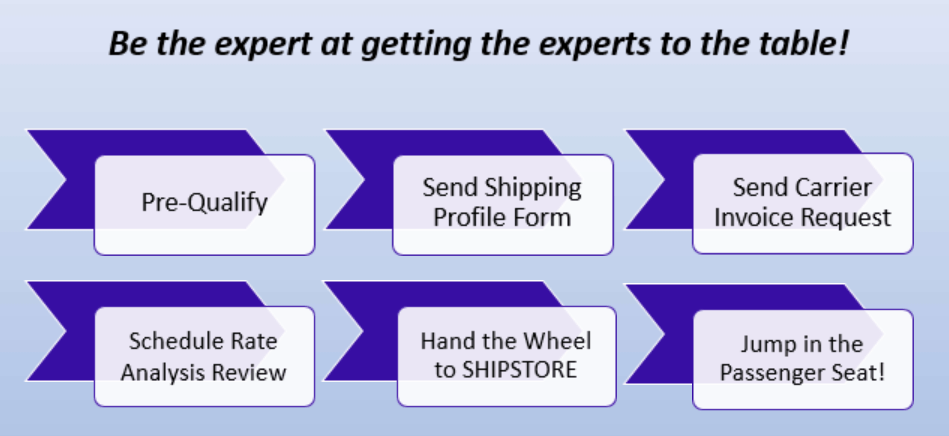 Be the expert at getting the experts to the table!
Pre-Qualify
Send Shipping
Profile Form
Send Carrier
Invoice Request
Schedule Rate
Analysis Review
Hand the Wheel
to SHIPSTORE
Jump in the
Passenger Seat!